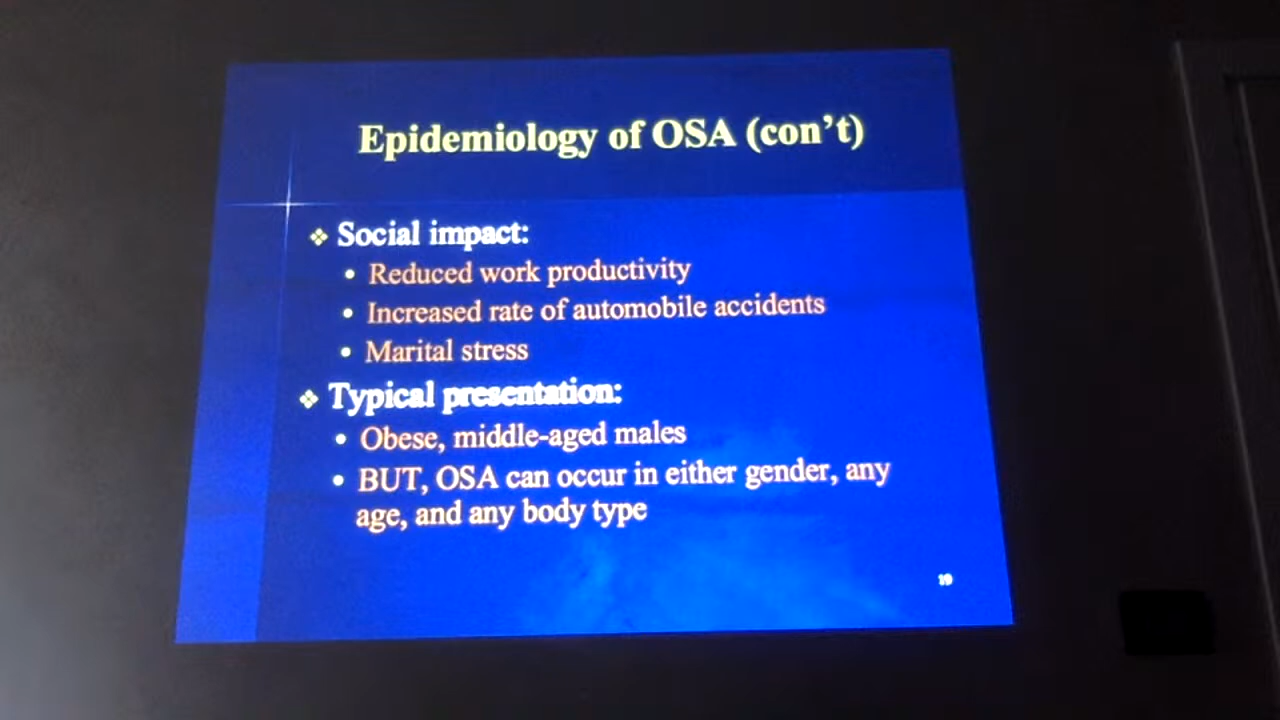 Epidemiology of OSA (con't)
❖ Social impact:
• Reduced work productivity
• Increased rate of automobile accidents
• Marital stress
❖ Typical presentation:
• Obese, middle-aged males
• BUT, OSA can occur in either gender, any
age, and any body type
19